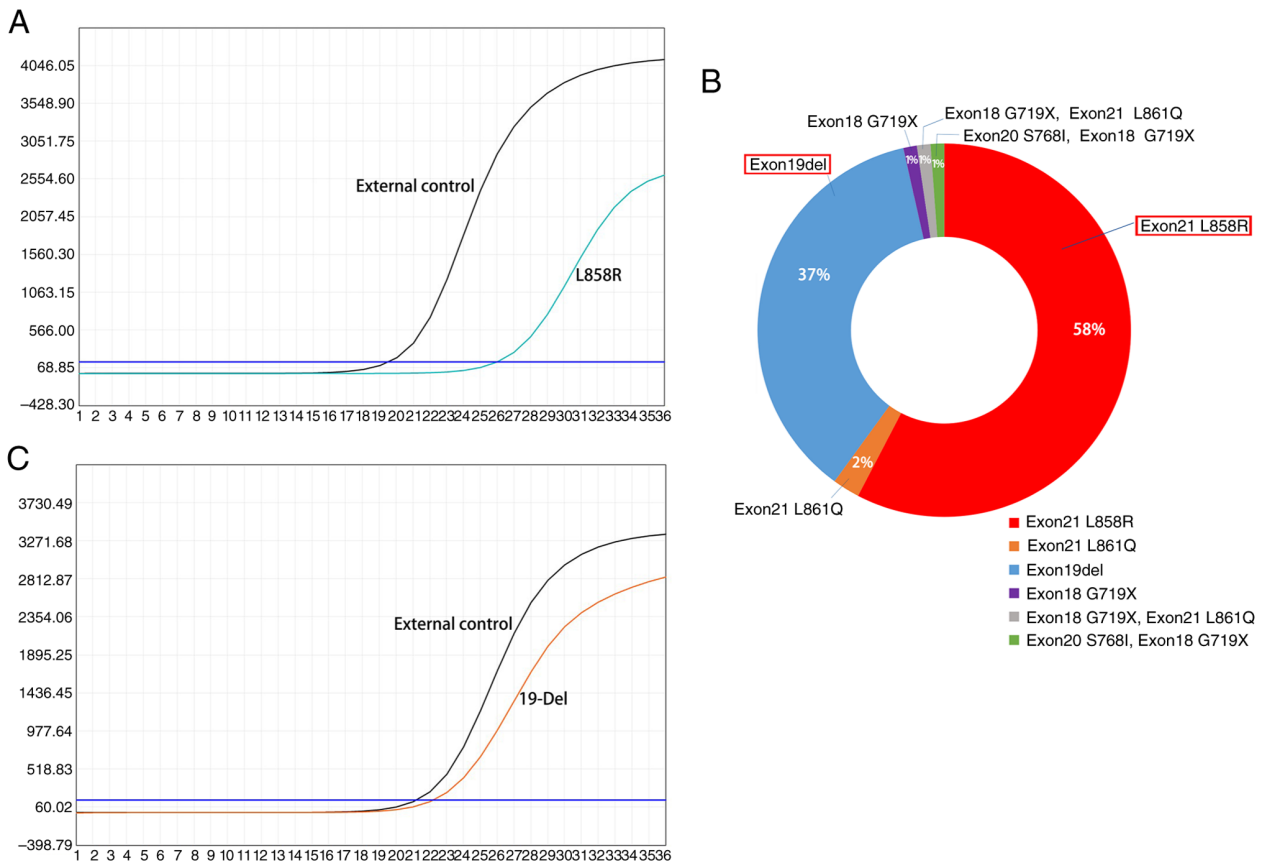 A
4046.05
3548.90
3051.75
2554.60
2057.45
1560.30
1063.15
566.00
68.85
–428.30
External control
L858R
1 2 3 4 5 6 7 8 9 10 11 12 13 14 15 16 17 18 19 20 21 22 23 24 25 26 27 28 29 30 31 32 33 34 35 36
B
Exon18 G719X
Exon18 G719X, Exon21 L861Q
Exon20 S768I, Exon18 G719X
Exon19del
Exon21 L858R
1% 1% 1%
37%
58%
2%
Exon21 L861Q
Exon21 L858R
Exon21 L861Q
Exon19del
Exon18 G719X
Exon18 G719X, Exon21 L861Q
Exon20 S768I, Exon18 G719X
C
3730.49
3271.68
2812.87
2354.06
1895.25
1436.45
977.64
518.83
60.02
–398.79
External control
19-Del
1 2 3 4 5 6 7 8 9 10 11 12 13 14 15 16 17 18 19 20 21 22 23 24 25 26 27 28 29 30 31 32 33 34 35 36